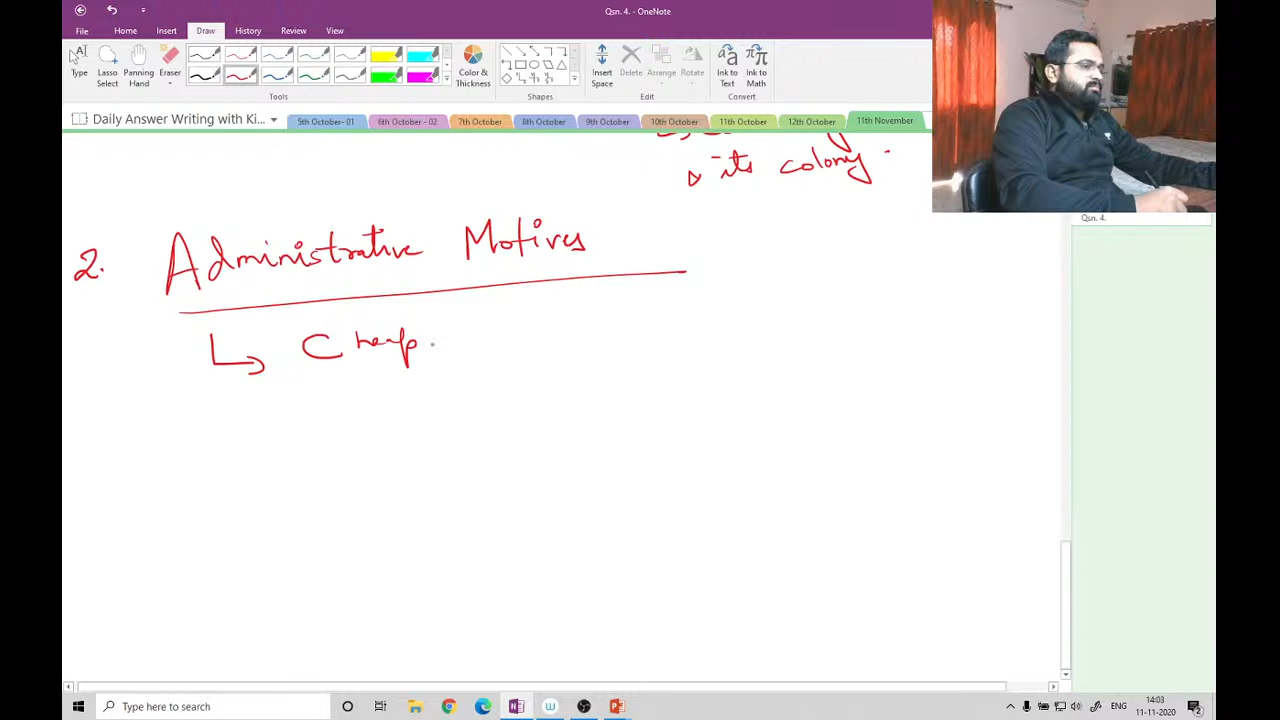 Qsn. 4. - OneNote
File Home Insert Draw History Review View
Type Lasso Select Panning Hand Eraser Color & Thickness Insert Space Delete Arrange Rotate Ink to Text Ink to Math
Tools Shapes Edit Convert
Daily Answer Writing with Ki... 5th October- 01 6th October - 02 7th October 8th October 9th October 10th October 11th October 12th October 11th November
its colony.
Qsn. 4.
2. Administrative Motives
Cheap
Type here to search
ENG 14:03
11-11-2020
2